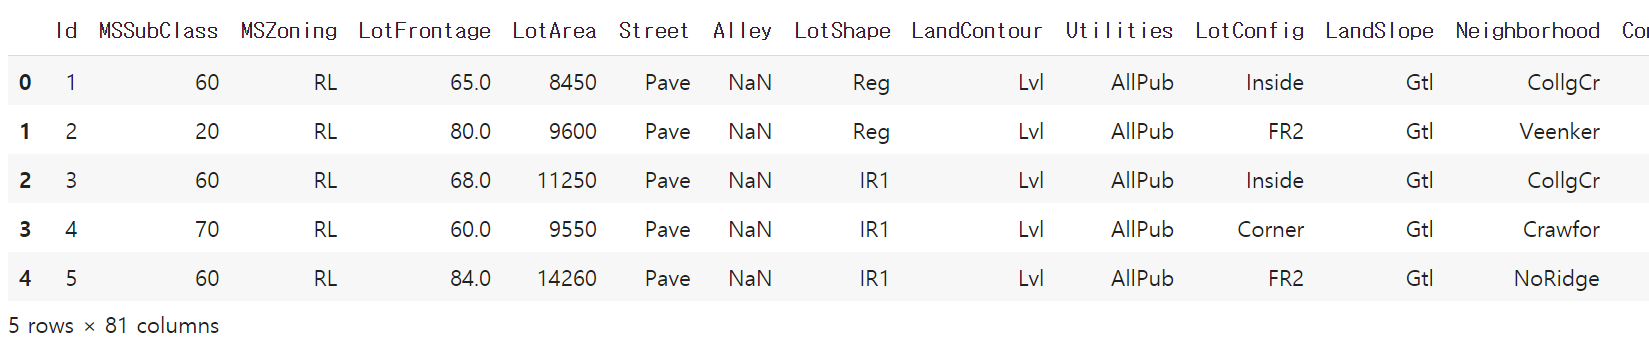 Id MSSubClass MSZoning LotFrontage LotArea Street Alley LotShape LandContour Utilities LotConfig LandSlope Neighborhood
0 1 60 RL 65.0 8450 Pave NaN Reg Lvl AllPub Inside Gtl CollgCr
1 2 20 RL 80.0 9600 Pave NaN Reg Lvl AllPub FR2 Gtl Veenker
2 3 60 RL 68.0 11250 Pave NaN IR1 Lvl AllPub Inside Gtl CollgCr
3 4 70 RL 60.0 9550 Pave NaN IR1 Lvl AllPub Corner Gtl Crawfor
4 5 60 RL 84.0 14260 Pave NaN IR1 Lvl AllPub FR2 Gtl NoRidge
5 rows × 81 columns